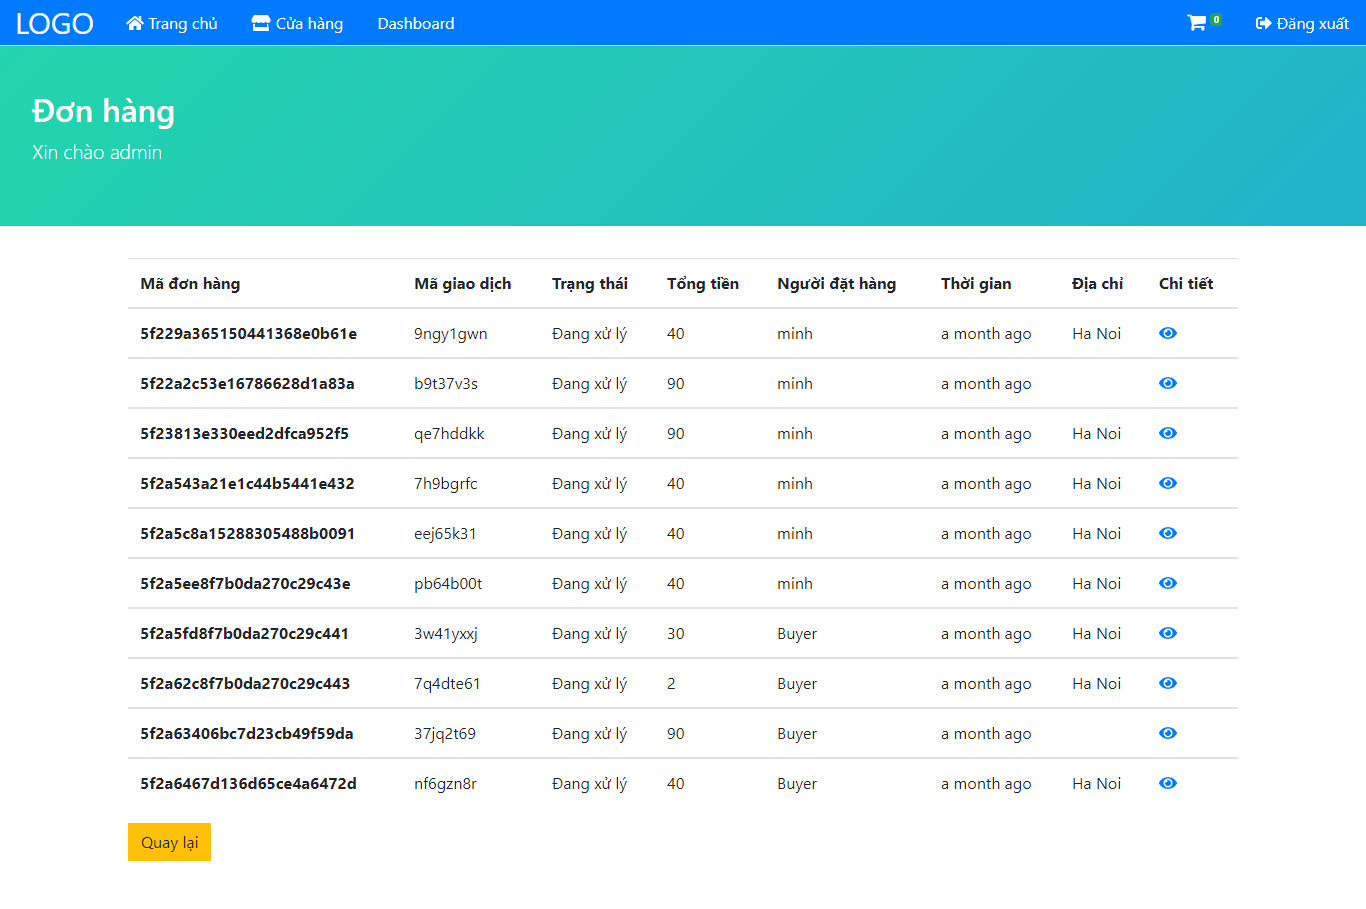 LOGO Trang chủ Cửa hàng Dashboard 0 Đăng xuất
Đơn hàng
Xin chào admin
Mã đơn hàng Mã giao dịch Trạng thái Tổng tiền Người đặt hàng Thời gian Địa chỉ Chi tiết
5f229a365150441368e0b61e 9ngy1gwn Đang xử lý 40 minh a month ago Ha Noi
5f22a2c53e16786628d1a83a b9t37v3s Đang xử lý 90 minh a month ago
5f23813e330eed2dfca952f5 qe7hddkk Đang xử lý 90 minh a month ago Ha Noi
5f2a543a21e1c44b5441e432 7h9bgrfc Đang xử lý 40 minh a month ago Ha Noi
5f2a5c8a15288305488b0091 eej65k31 Đang xử lý 40 minh a month ago Ha Noi
5f2a5ee8f7b0da270c29c43e pb64b00t Đang xử lý 40 minh a month ago Ha Noi
5f2a5fd8f7b0da270c29c441 3w41yxxj Đang xử lý 30 Buyer a month ago Ha Noi
5f2a62c8f7b0da270c29c443 7q4dte61 Đang xử lý 2 Buyer a month ago Ha Noi
5f2a63406bc7d23cb49f59da 37jq2t69 Đang xử lý 90 Buyer a month ago
5f2a6467d136d65ce4a6472d nf6gzn8r Đang xử lý 40 Buyer a month ago Ha Noi
Quay lại